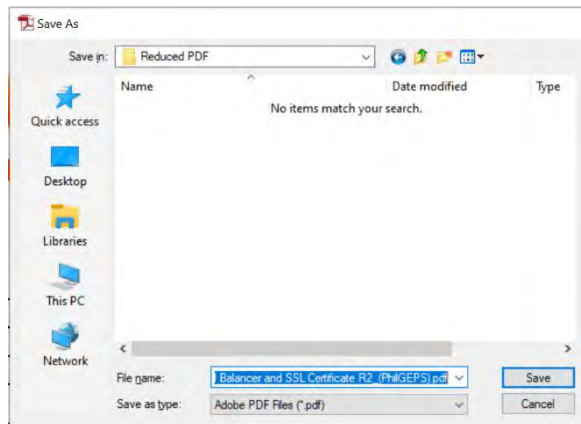 Save As
Save in: Reduced PDF
Name Date modified Type
No items match your search.
Quick access
Desktop
Libraries
This PC
Network
File name: Balancer and SSL Certificate R2_(PhilGEPS).pdf Save
Save as type: Adobe PDF Files (*.pdf) Cancel